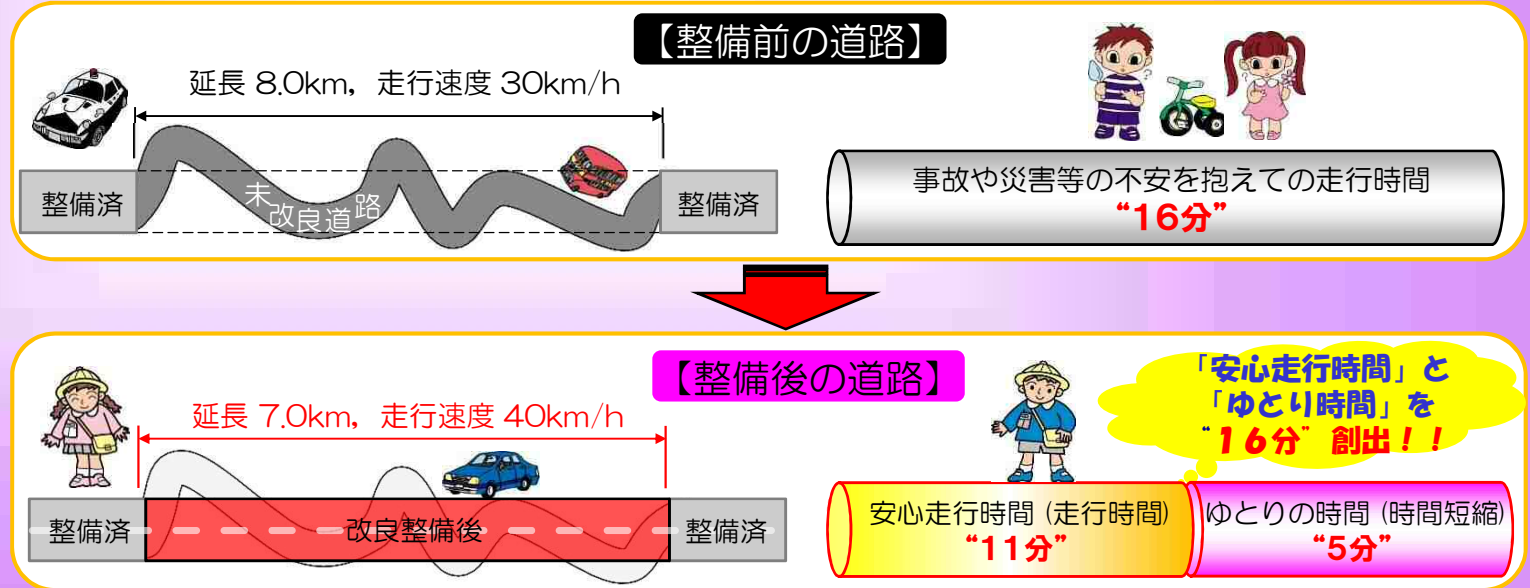 【整備前の道路】
延長 8.0km，走行速度 30km/h
整備済
未改良道路
整備済
事故や災害等の不安を抱えての走行時間
“16分”
【整備後の道路】
延長 7.0km，走行速度 40km/h
整備済
改良整備後
整備済
「安心走行時間」と
「ゆとり時間」を
“16分”創出！！
安心走行時間（走行時間）
“11分”
ゆとりの時間（時間短縮）
“5分”